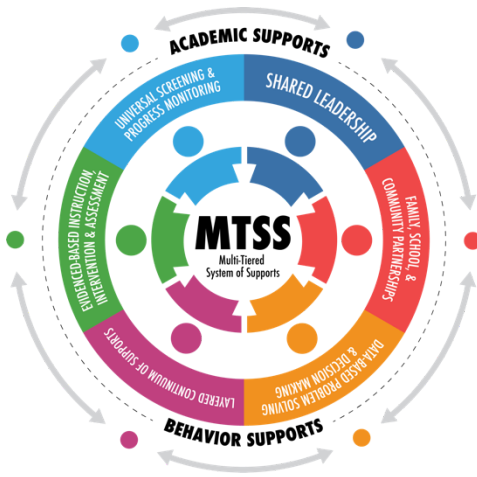 ACADEMIC SUPPORTS
UNIVERSAL SCREENING &
PROGRESS MONITORING
SHARED LEADERSHIP
FAMILY, SCHOOL, &
COMMUNITY PARTNERSHIPS
DATA-BASED PROBLEM SOLVING
& DECISION MAKING
LAYERED CONTINUUM OF SUPPORTS
EVIDENCED-BASED INSTRUCTION,
INTERVENTION & ASSESSMENT
MTSS
Multi-Tiered
System of Supports
BEHAVIOR SUPPORTS